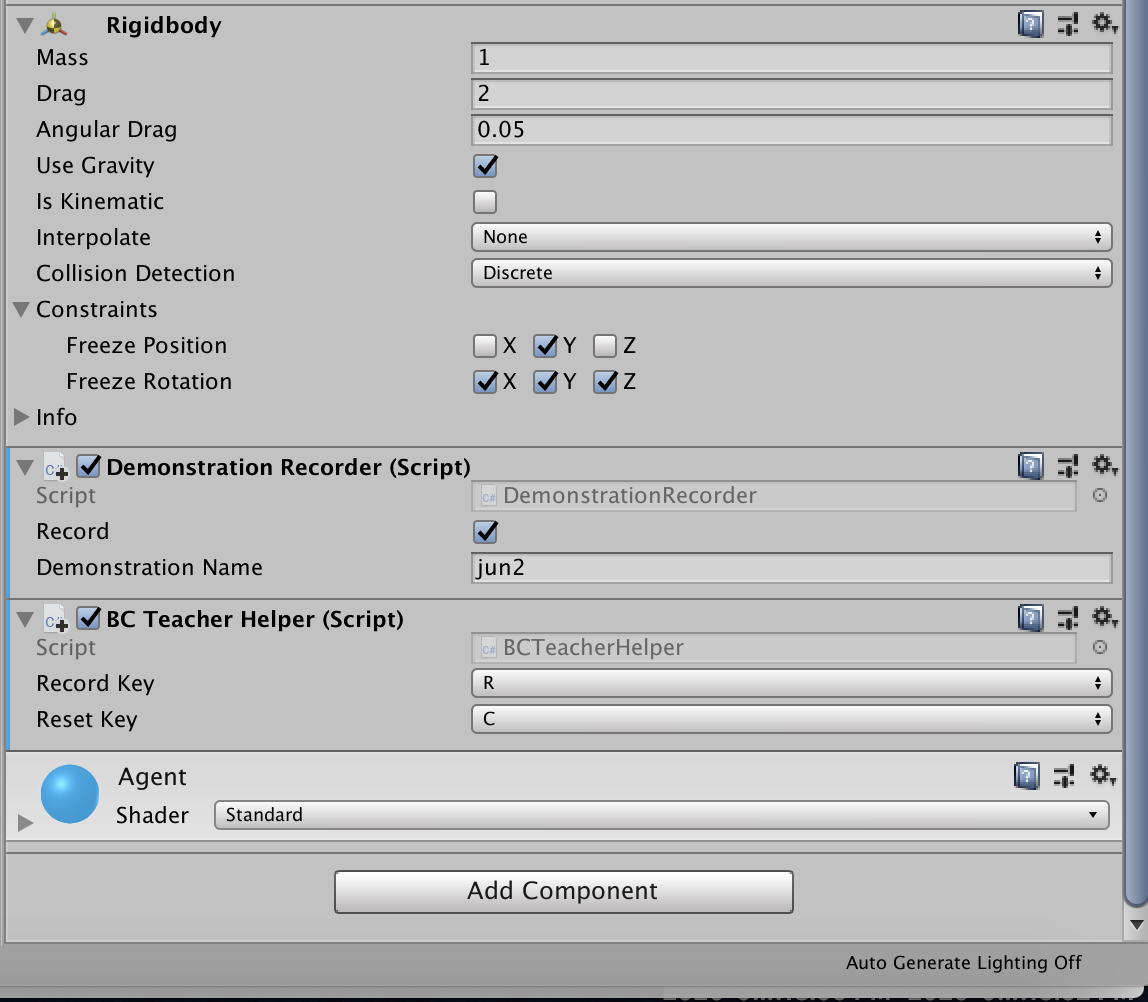 Rigidbody
Mass 1
Drag 2
Angular Drag 0.05
Use Gravity
Is Kinematic
Interpolate None
Collision Detection Discrete
Constraints
Freeze Position X Y Z
Freeze Rotation X Y Z
Info
Demonstration Recorder (Script)
Script DemonstrationRecorder
Record
Demonstration Name jun2
BC Teacher Helper (Script)
Script BCTeacherHelper
Record Key R
Reset Key C
Agent
Shader Standard
Add Component
Auto Generate Lighting Off